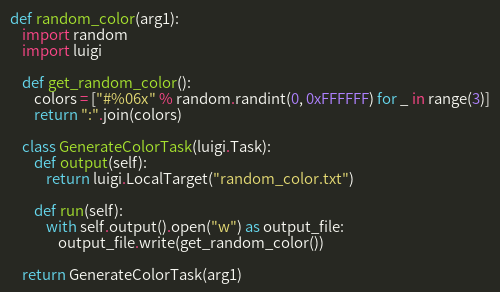 def random_color(arg1):
    import random
    import luigi

    def get_random_color():
        colors = ["#%06x" % random.randint(0, 0xFFFFFF) for _ in range(3)]
        return ":".join(colors)

    class GenerateColorTask(luigi.Task):
        def output(self):
            return luigi.LocalTarget("random_color.txt")

        def run(self):
            with self.output().open("w") as output_file:
                output_file.write(get_random_color())

    return GenerateColorTask(arg1)